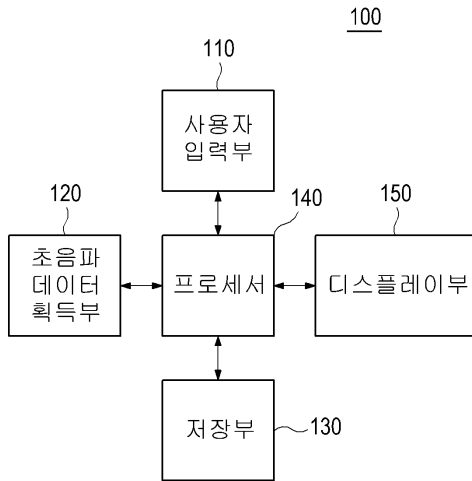 100
110
사용자
입력부
120
초음파
데이터
획득부
140
프로세서
150
디스플레이부
저장부
130